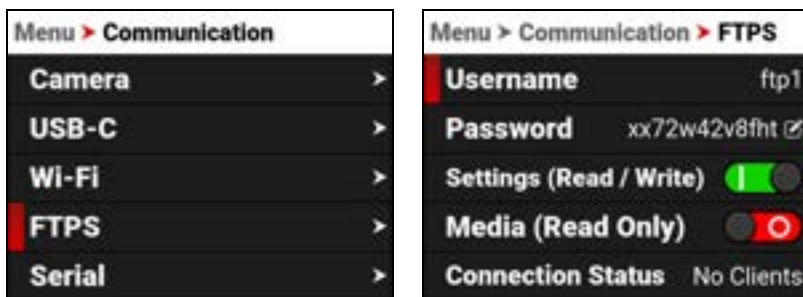 Menu > Communication
Camera >
USB-C >
Wi-Fi >
FTPS >
Serial >
Menu > Communication > FTPS
Username ftp1
Password xx72w42v8fht
Settings (Read / Write)
Media (Read Only)
Connection Status No Clients